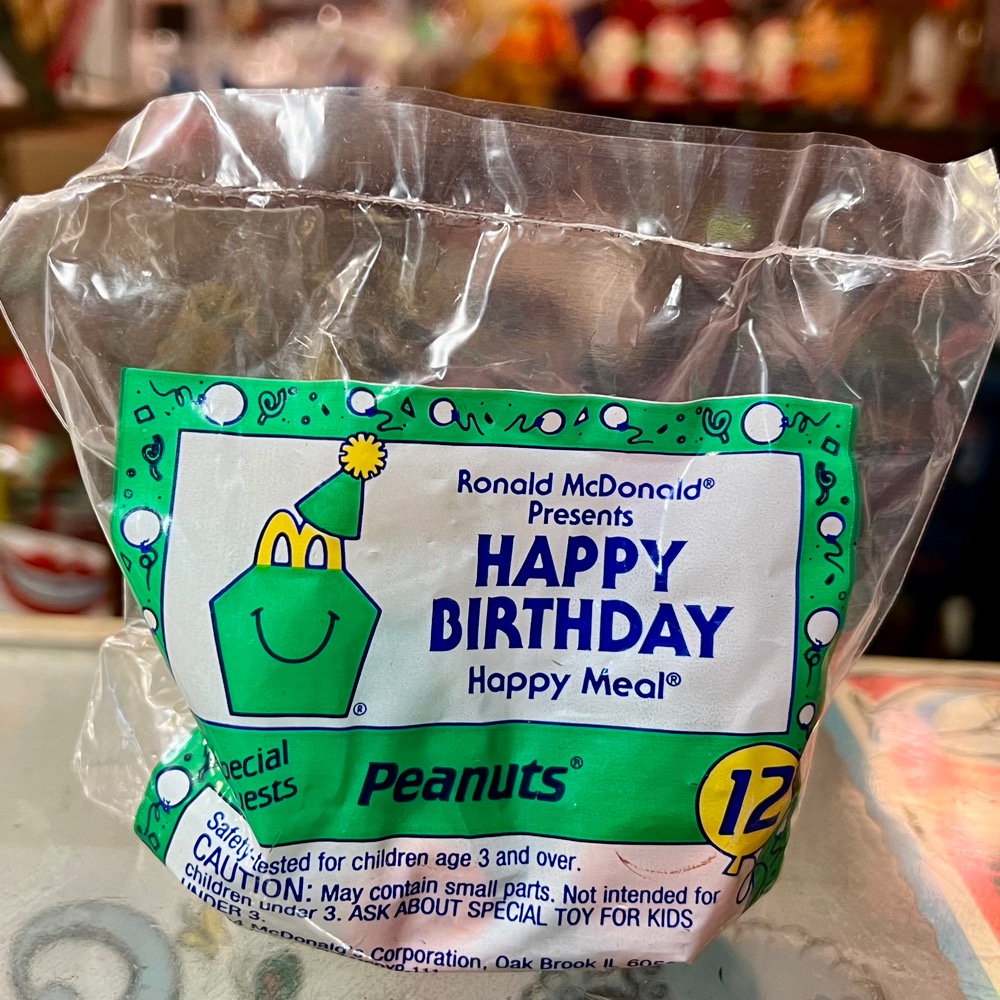 Ronald McDonald®
Presents
HAPPY
BIRTHDAY
Happy Meal®
®
pecial
ests
Peanuts®
12
Safety-tested for children age 3 and over.
CAUTION: May contain small parts. Not intended for
children under 3. ASK ABOUT SPECIAL TOY FOR KIDS
UNDER 3.
4 McDonald's Corporation, Oak Brook IL